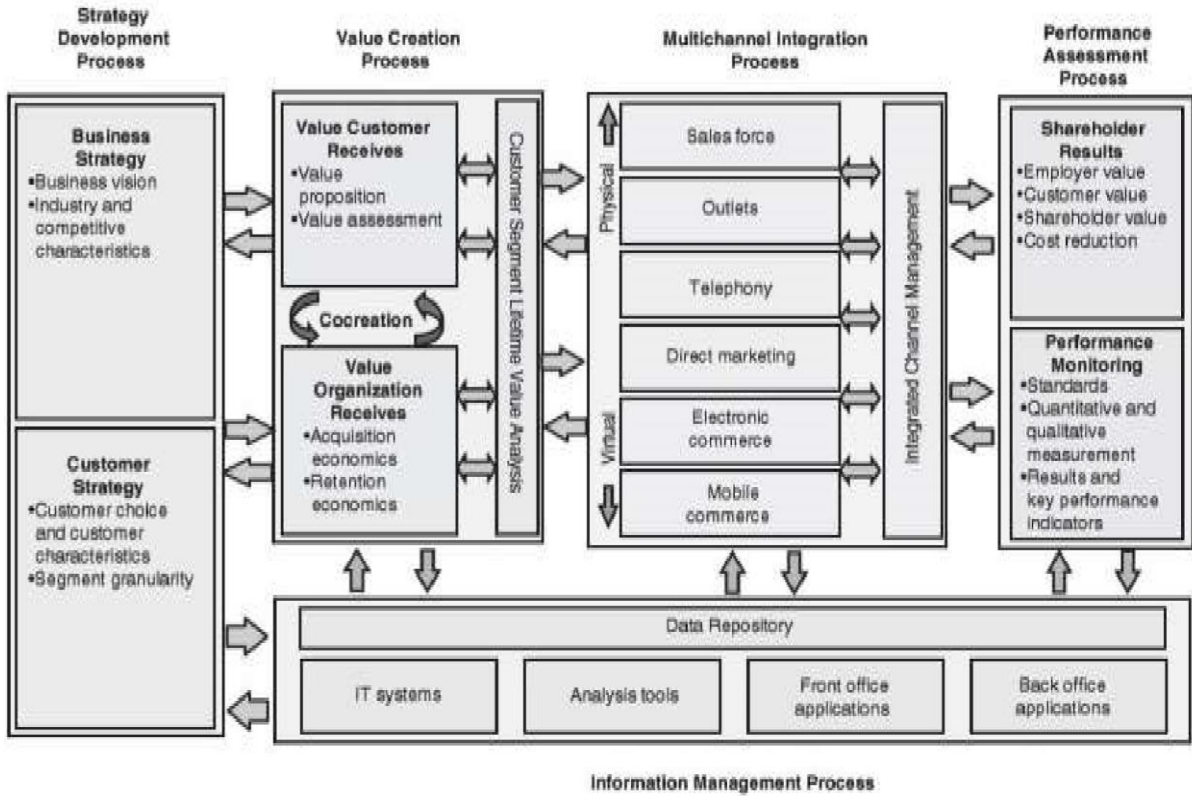 Strategy
Development
Process
Value Creation
Process
Multichannel Integration
Process
Performance
Assessment
Process
Business
Strategy
•Business vision
•Industry and
competitive
characteristics
Customer
Strategy
•Customer choice
and customer
characteristics
•Segment granularity
Value Customer
Receives
•Value
proposition
•Value assessment
Cocreation
Value
Organization
Receives
•Acquisition
economics
•Retention
economics
Customer Segment Lifetime Value Analysis
Physical
Virtual
Sales force
Outlets
Telephony
Direct marketing
Electronic
commerce
Mobile
commerce
Integrated Channel Management
Shareholder
Results
•Employer value
•Customer value
•Shareholder value
•Cost reduction
Performance
Monitoring
•Standards
•Quantitative and
qualitative
measurement
•Results and
key performance
indicators
Data Repository
IT systems
Analysis tools
Front office
applications
Back office
applications
Information Management Process